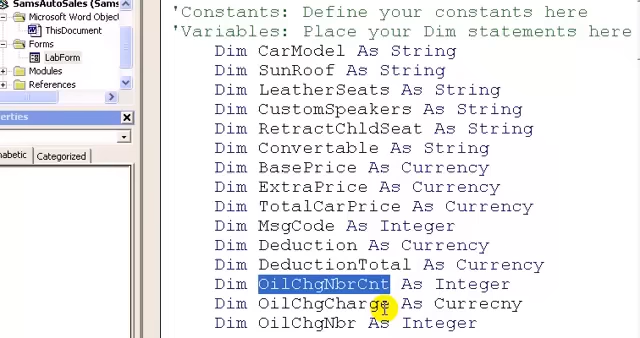 SamsAutoSales (Sams
Microsoft Word Object
ThisDocument
Forms
LabForm
Modules
References
perties
abetic
Categorized
'Constants: Define your constants here
'Variables: Place your Dim statements here
Dim CarModel As String
Dim SunRoof As String
Dim LeatherSeats As String
Dim CustomSpeakers As String
Dim RetractChldSeat As String
Dim Convertable As String
Dim BasePrice As Currency
Dim ExtraPrice As Currency
Dim TotalCarPrice As Currency
Dim MsgCode As Integer
Dim Deduction As Currency
Dim DeductionTotal As Currency
Dim OilChgNbrCnt As Integer
Dim OilChgCharge As Currecny
Dim OilChgNbr As Integer